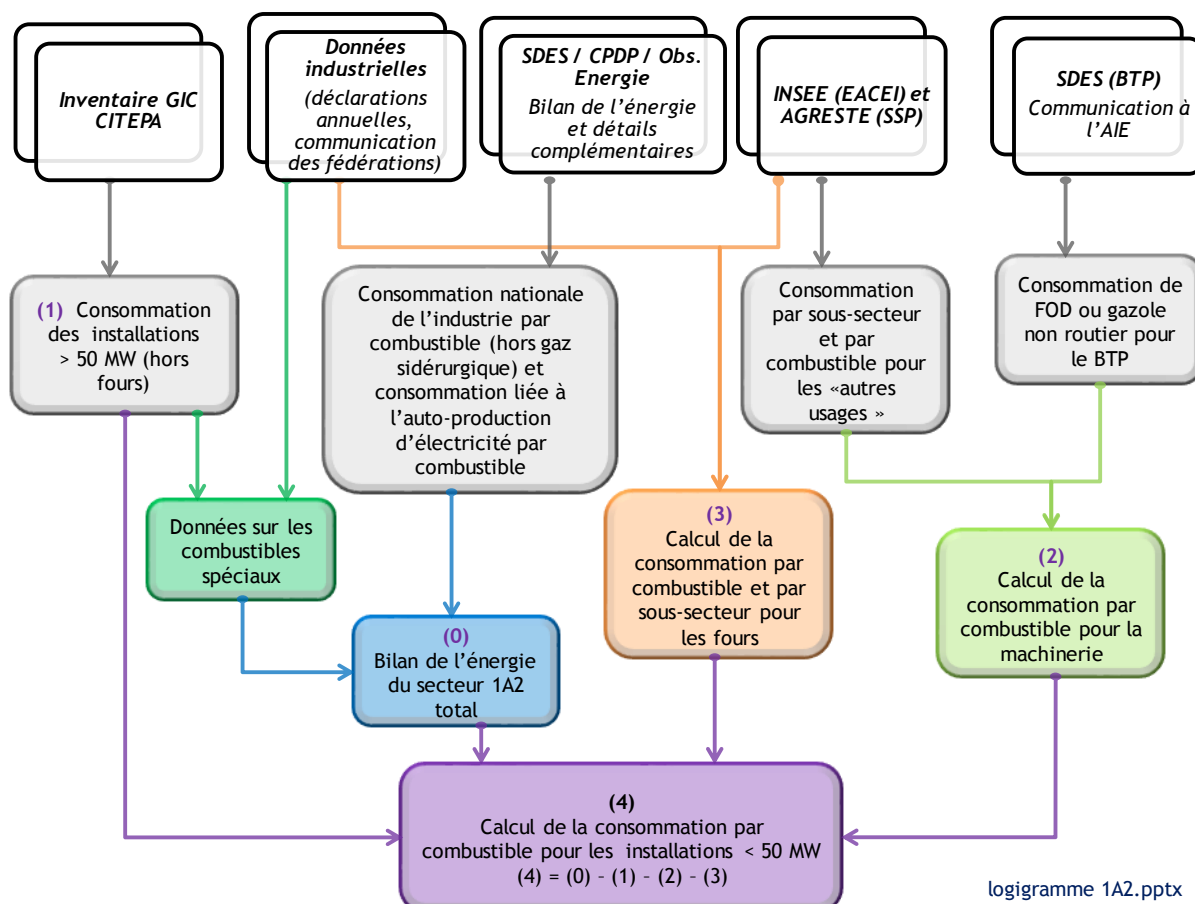 Inventaire GIC
CITEPA
Données
industrielles
(déclarations
annuelles,
communication
des fédérations)
SDES / CPDP / Obs.
Energie
Bilan de l’énergie
et détails
complémentaires
INSEE (EACEI) et
AGRESTE (SSP)
SDES (BTP)
Communication à
l’AIE
(1) Consommation
des installations
> 50 MW (hors
fours)
Consommation nationale
de l’industrie par
combustible (hors gaz
sidérurgique) et
consommation liée à
l’auto-production
d’électricité par
combustible
Consommation
par sous-secteur
et par
combustible pour
les «autres
usages »
Consommation de
FOD ou gazole
non routier pour
le BTP
Données sur les
combustibles
spéciaux
(3)
Calcul de la
consommation par
combustible et par
sous-secteur pour
les fours
(2)
Calcul de la
consommation par
combustible pour la
machinerie
(0)
Bilan de l’énergie
du secteur 1A2
total
(4)
Calcul de la consommation par
combustible pour les installations < 50 MW
(4) = (0) – (1) – (2) – (3)
logigramme 1A2.pptx